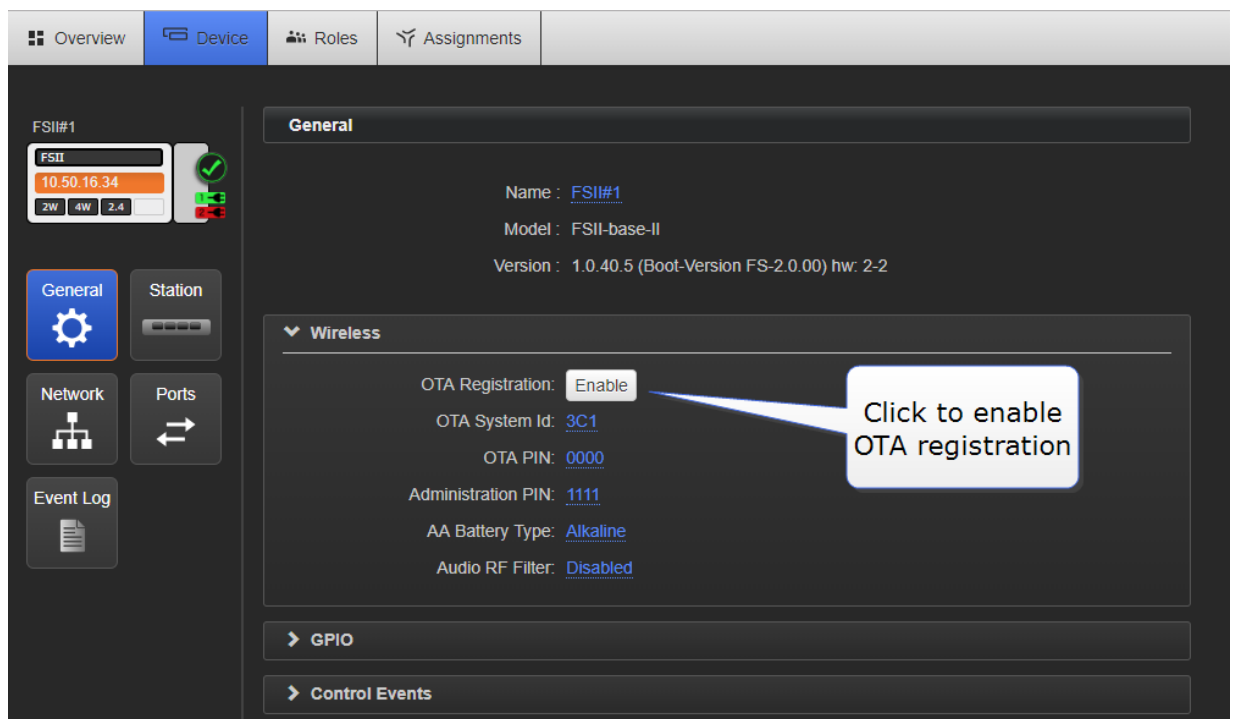 Overview Device Roles Assignments
FSII#1
FSII
10.50.16.34
2W 4W 2.4
1
2
General Station
Network Ports
Event Log
General
Name : FSII#1
Model : FSII-base-II
Version : 1.0.40.5 (Boot-Version FS-2.0.00) hw: 2-2
Wireless
OTA Registration: Enable
OTA System Id: 3C1
OTA PIN: 0000
Administration PIN: 1111
AA Battery Type: Alkaline
Audio RF Filter: Disabled
Click to enable
OTA registration
GPIO
Control Events